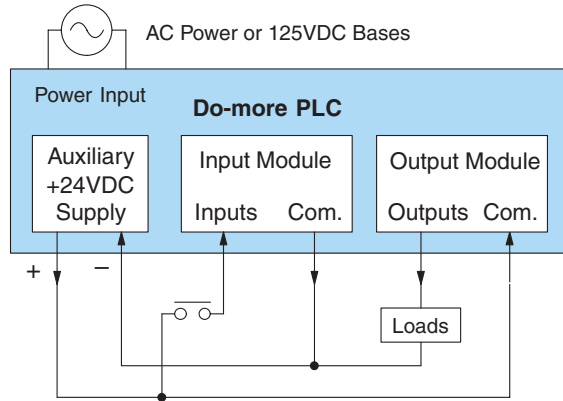 AC Power or 125VDC Bases
Power Input
Do-more PLC
Auxiliary
+24VDC
Supply
Input Module
Inputs Com.
Output Module
Outputs Com.
+ –
Loads